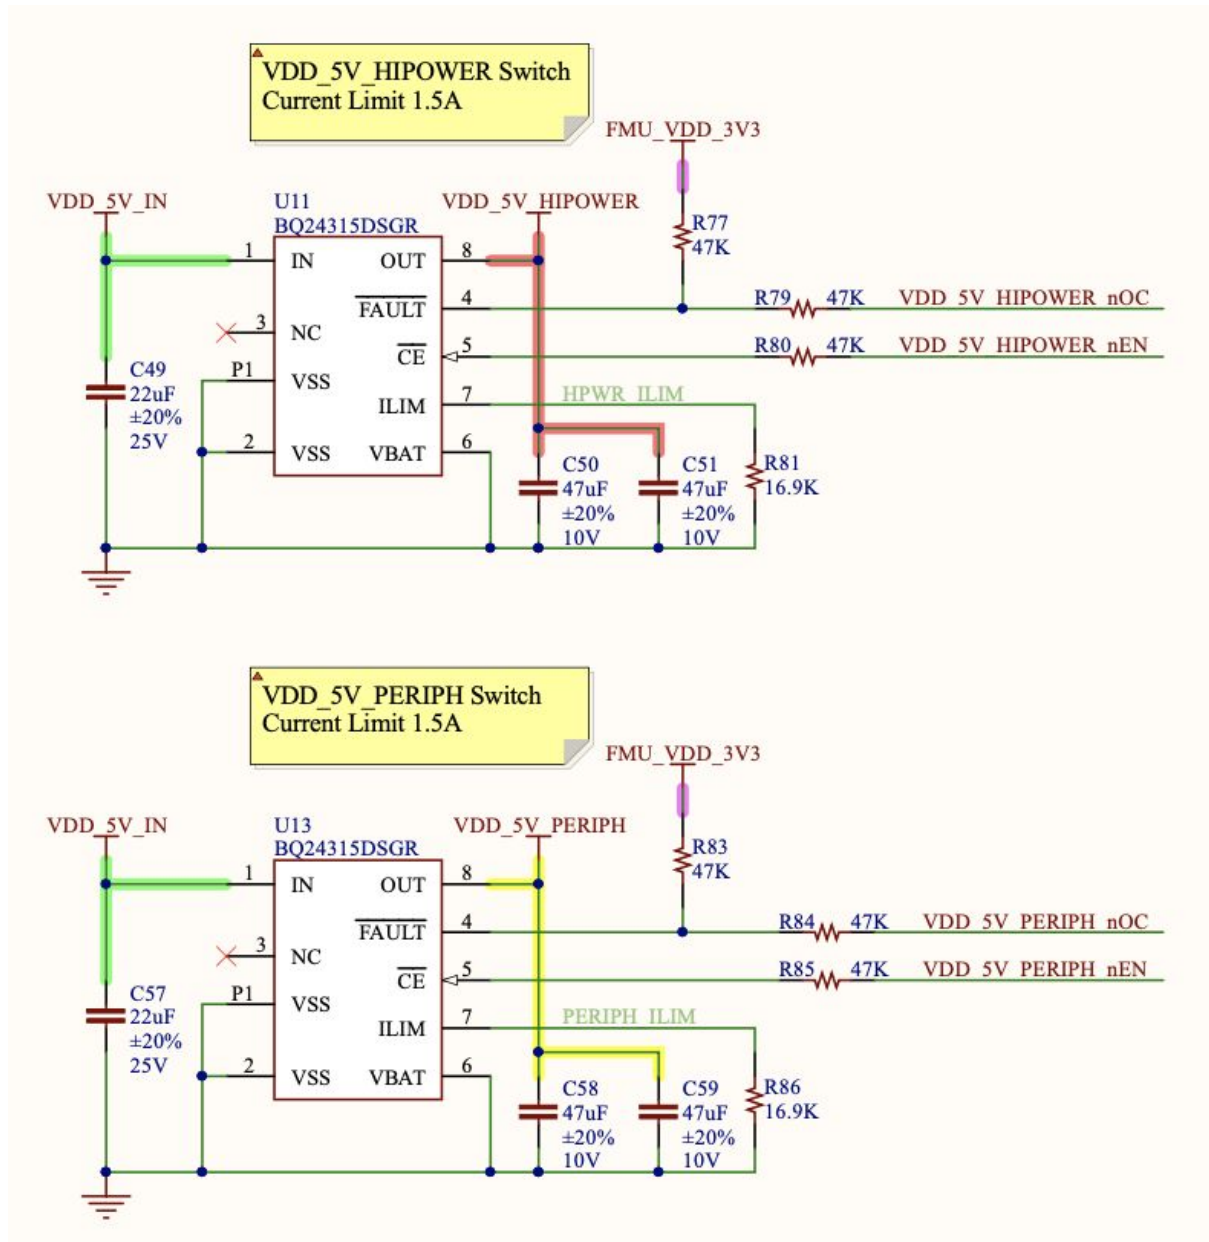 VDD_5V_HIPOWER Switch
Current Limit 1.5A
FMU_VDD_3V3
VDD_5V_IN
U11
BQ24315DSGR
VDD_5V_HIPOWER
R77
47K
1 IN OUT 8
FAULT 4
R79 47K VDD_5V_HIPOWER_nOC
3 NC
CE 5
R80 47K VDD_5V_HIPOWER_nEN
P1 VSS
ILIM 7
HPWR_ILIM
2 VSS VBAT 6
C49
22uF
±20%
25V
C50
47uF
±20%
10V
C51
47uF
±20%
10V
R81
16.9K
VDD_5V_PERIPH Switch
Current Limit 1.5A
FMU_VDD_3V3
VDD_5V_IN
U13
BQ24315DSGR
VDD_5V_PERIPH
R83
47K
1 IN OUT 8
FAULT 4
R84 47K VDD_5V_PERIPH_nOC
3 NC
CE 5
R85 47K VDD_5V_PERIPH_nEN
P1 VSS
ILIM 7
PERIPH_ILIM
2 VSS VBAT 6
C57
22uF
±20%
25V
C58
47uF
±20%
10V
C59
47uF
±20%
10V
R86
16.9K